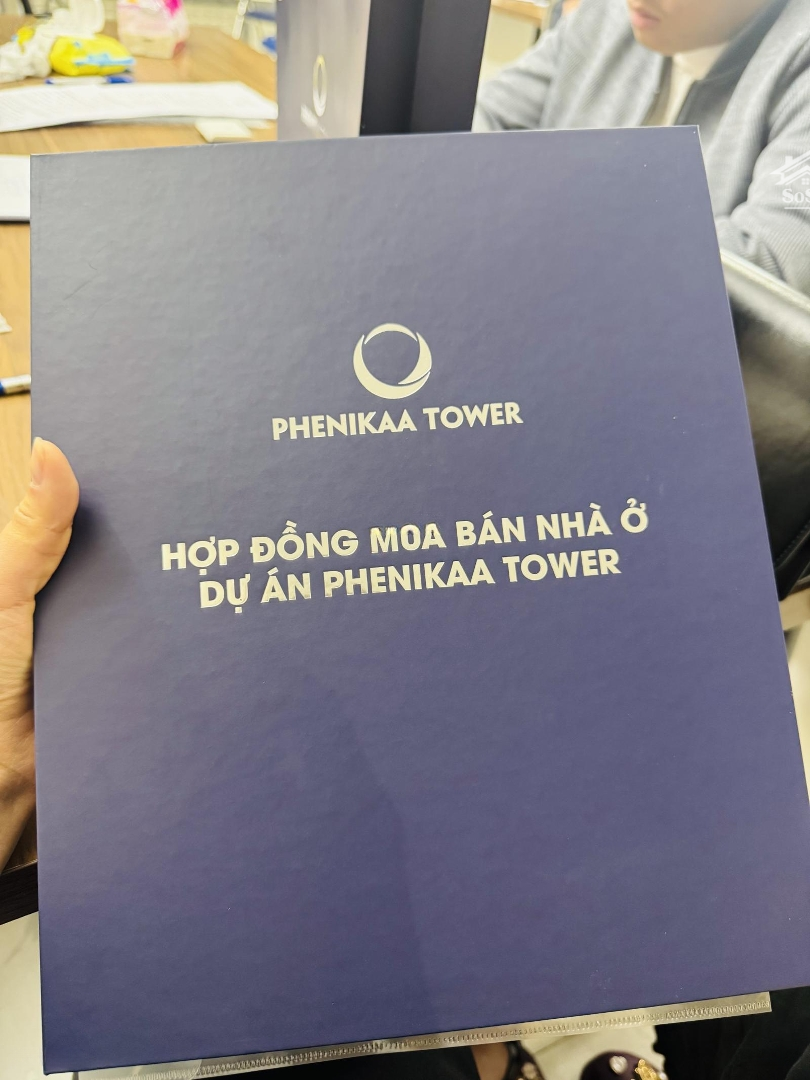 PHENIKAA TOWER
HỢP ĐỒNG M0A BÁN NHÀ Ở
DỰ ÁN PHENIKAA TOWER